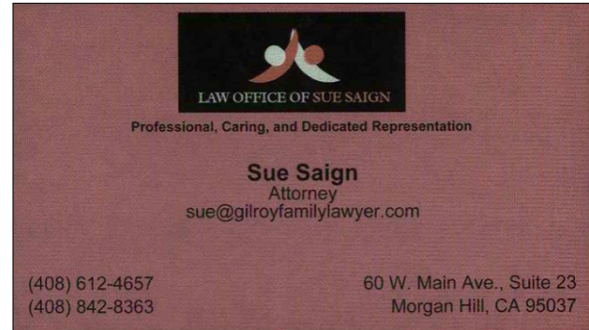 LAW OFFICE OF SUE SAIGN
Professional, Caring, and Dedicated Representation
Sue Saign
Attorney
sue@gilroyfamilylawyer.com
(408) 612-4657
(408) 842-8363
60 W. Main Ave., Suite 23
Morgan Hill, CA 95037